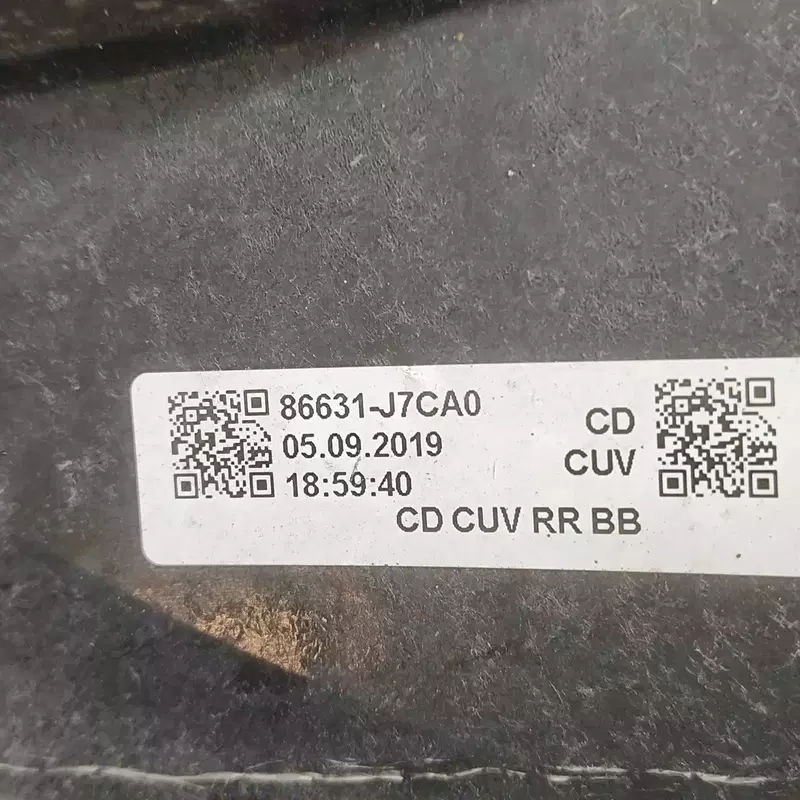 86631-J7CA0
05.09.2019
18:59:40
CD
CUV
CD CUV RR BB